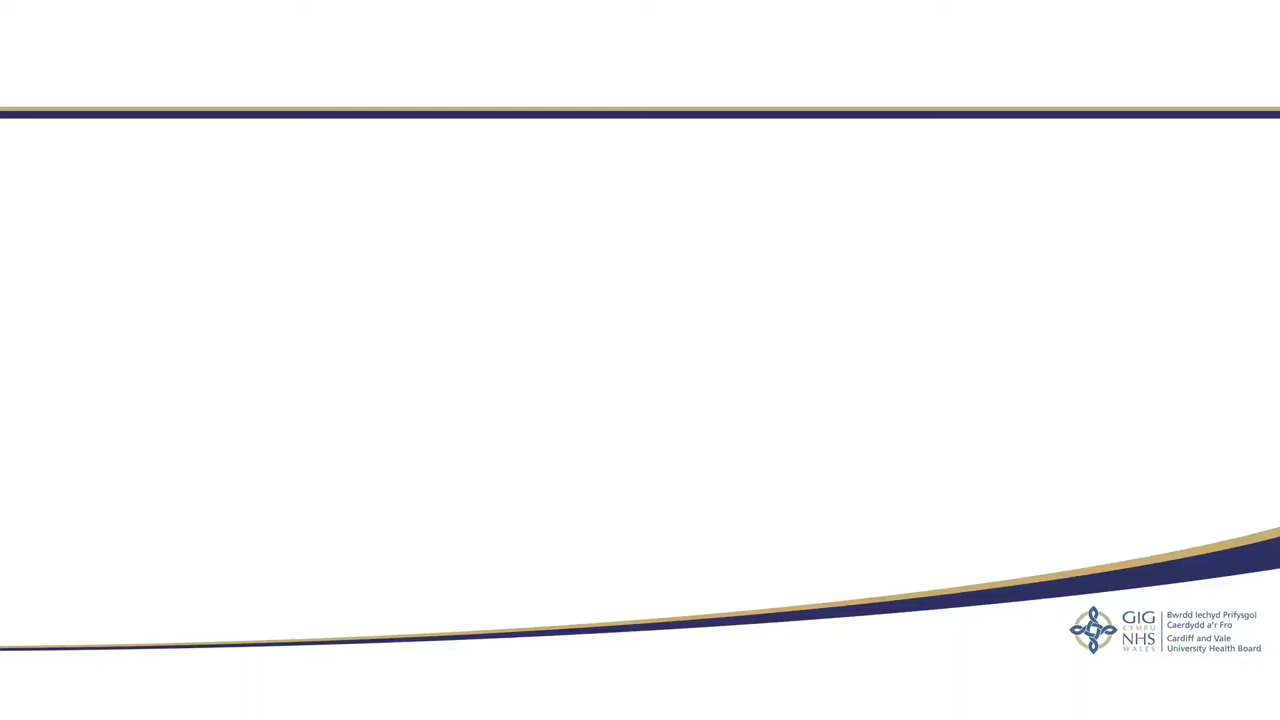 GIG
CYMRU
NHS
WALES
Bwrdd Iechyd Prifysgol
Caerdydd a'r Fro
Cardiff and Vale
University Health Board